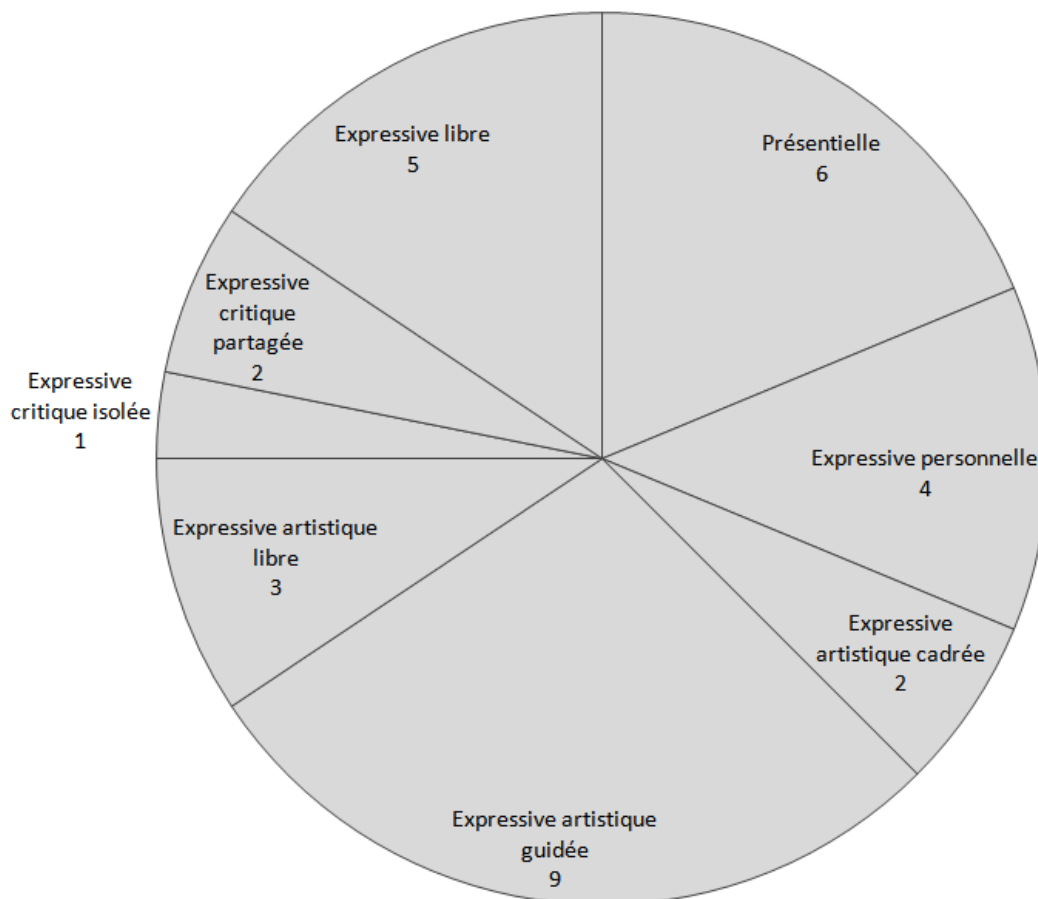 Expressive libre
5
Présentielle
6
Expressive
critique
partagée
2
Expressive
critique isolée
1
Expressive personnelle
4
Expressive artistique
libre
3
Expressive
artistique cadrée
2
Expressive artistique
guidée
9